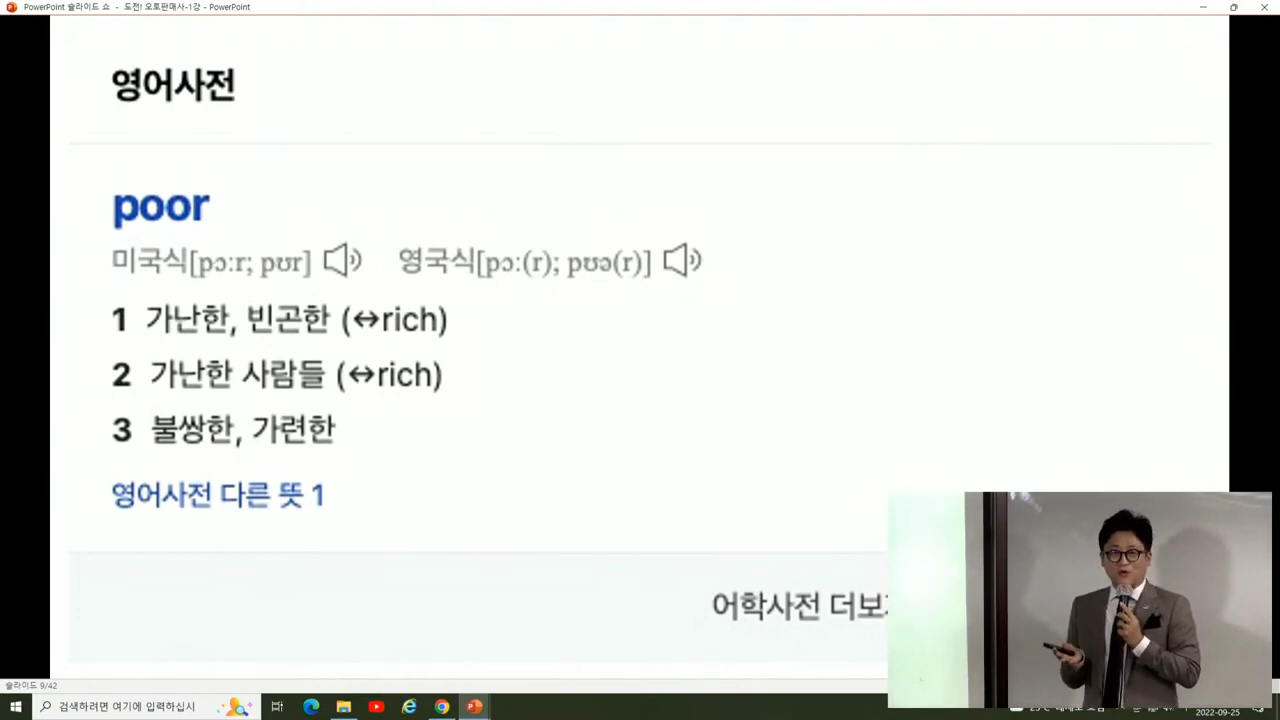 PowerPoint 슬라이드 쇼 - 도전! 오토판매사-1강 - PowerPoint
영어사전
poor
미국식[pɔːr; pʊr] 영국식[pɔː(r); pʊə(r)]
1 가난한, 빈곤한 (↔rich)
2 가난한 사람들 (↔rich)
3 불쌍한, 가련한
영어사전 다른 뜻 1
어학사전 더보
슬라이드 9/42
검색하려면 여기에 입력하십시
2022-09-25